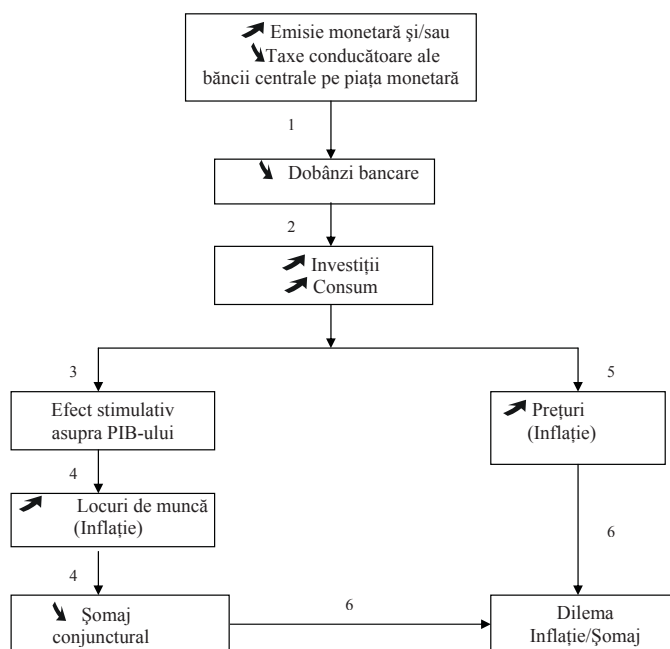 Emisie monetară şi/sau
Taxe conducătoare ale
băncii centrale pe piaţa monetară
1
Dobânzi bancare
2
Investiţii
Consum
3
5
Efect stimulativ
asupra PIB-ului
Preţuri
(Inflaţie)
4
Locuri de muncă
(Inflaţie)
6
4
Şomaj
conjunctural
6
Dilema
Inflaţie/Şomaj